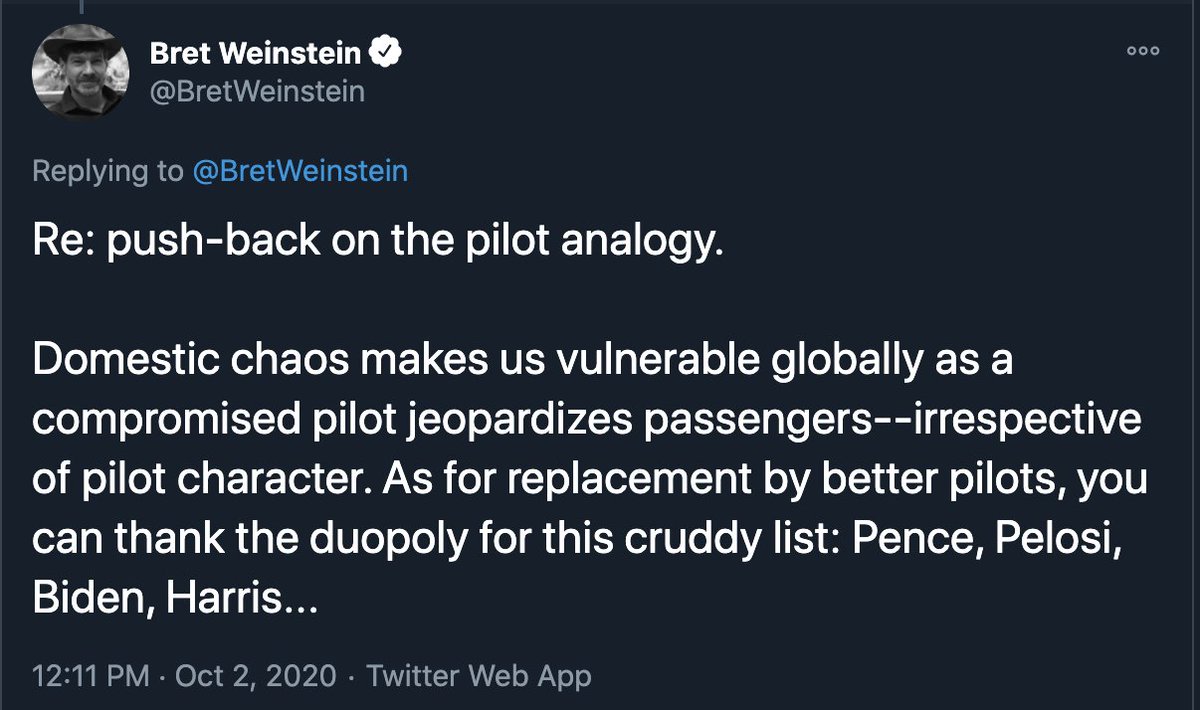 Bret Weinstein
@BretWeinstein
Replying to @BretWeinstein
Re: push-back on the pilot analogy.
Domestic chaos makes us vulnerable globally as a
compromised pilot jeopardizes passengers--irrespective
of pilot character. As for replacement by better pilots, you
can thank the duopoly for this cruddy list: Pence, Pelosi,
Biden, Harris...
12:11 PM · Oct 2, 2020 · Twitter Web App